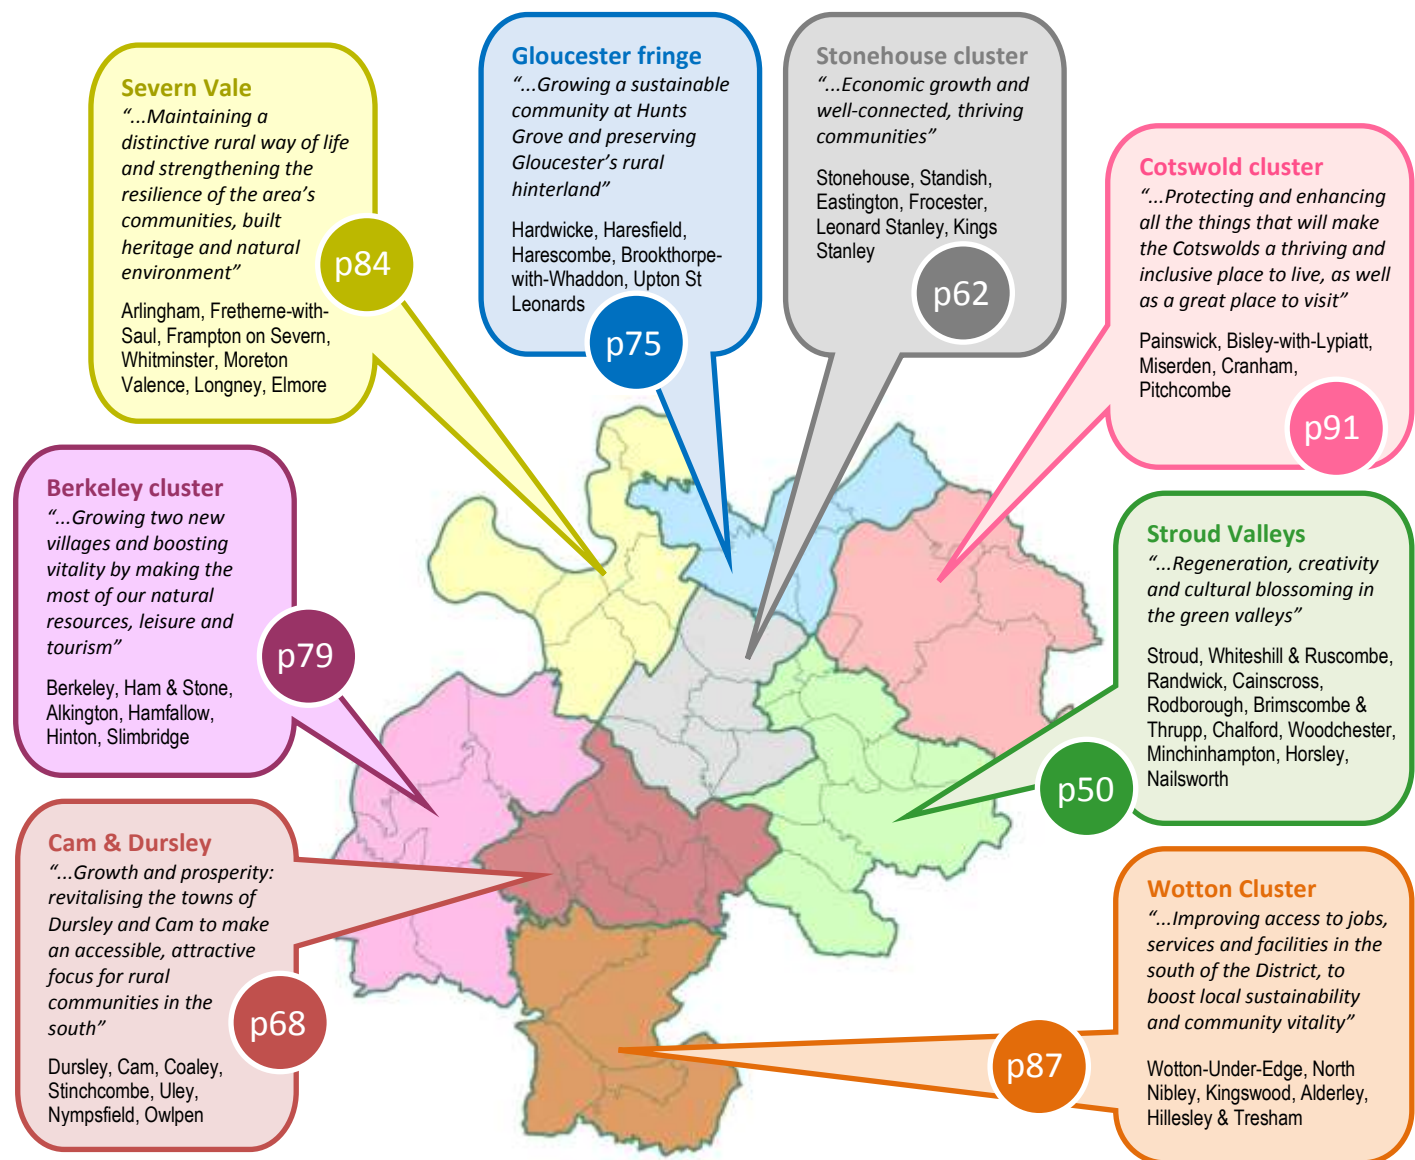 Severn Vale
“...Maintaining a
distinctive rural way of life
and strengthening the
resilience of the area’s
communities, built
heritage and natural
environment”
Arlingham, Fretherne-with-
Saul, Frampton on Severn,
Whitminster, Moreton
Valence, Longney, Elmore
p84
Gloucester fringe
“...Growing a sustainable
community at Hunts
Grove and preserving
Gloucester’s rural
hinterland”
Hardwicke, Haresfield,
Harescombe, Brookthorpe-
with-Whaddon, Upton St
Leonards
p75
Stonehouse cluster
“...Economic growth and
well-connected, thriving
communities”
Stonehouse, Standish,
Eastington, Frocester,
Leonard Stanley, Kings
Stanley
p62
Cotswold cluster
“...Protecting and enhancing
all the things that will make
the Cotswolds a thriving and
inclusive place to live, as well
as a great place to visit”
Painswick, Bisley-with-Lypiatt,
Miserden, Cranham,
Pitchcombe
p91
Berkeley cluster
“...Growing two new
villages and boosting
vitality by making the
most of our natural
resources, leisure and
tourism”
Berkeley, Ham & Stone,
Alkington, Hamfallow,
Hinton, Slimbridge
p79
Stroud Valleys
“...Regeneration, creativity
and cultural blossoming in
the green valleys”
Stroud, Whiteshill & Ruscombe,
Randwick, Cainscross,
Rodborough, Brimscombe &
Thrupp, Chalford, Woodchester,
Minchinhampton, Horsley,
Nailsworth
p50
Cam & Dursley
“...Growth and prosperity:
revitalising the towns of
Dursley and Cam to make
an accessible, attractive
focus for rural
communities in the
south”
Dursley, Cam, Coaley,
Stinchcombe, Uley,
Nympsfield, Owlpen
p68
Wotton Cluster
“...Improving access to jobs,
services and facilities in the
south of the District, to
boost local sustainability
and community vitality”
Wotton-Under-Edge, North
Nibley, Kingswood, Alderley,
Hillesley & Tresham
p87